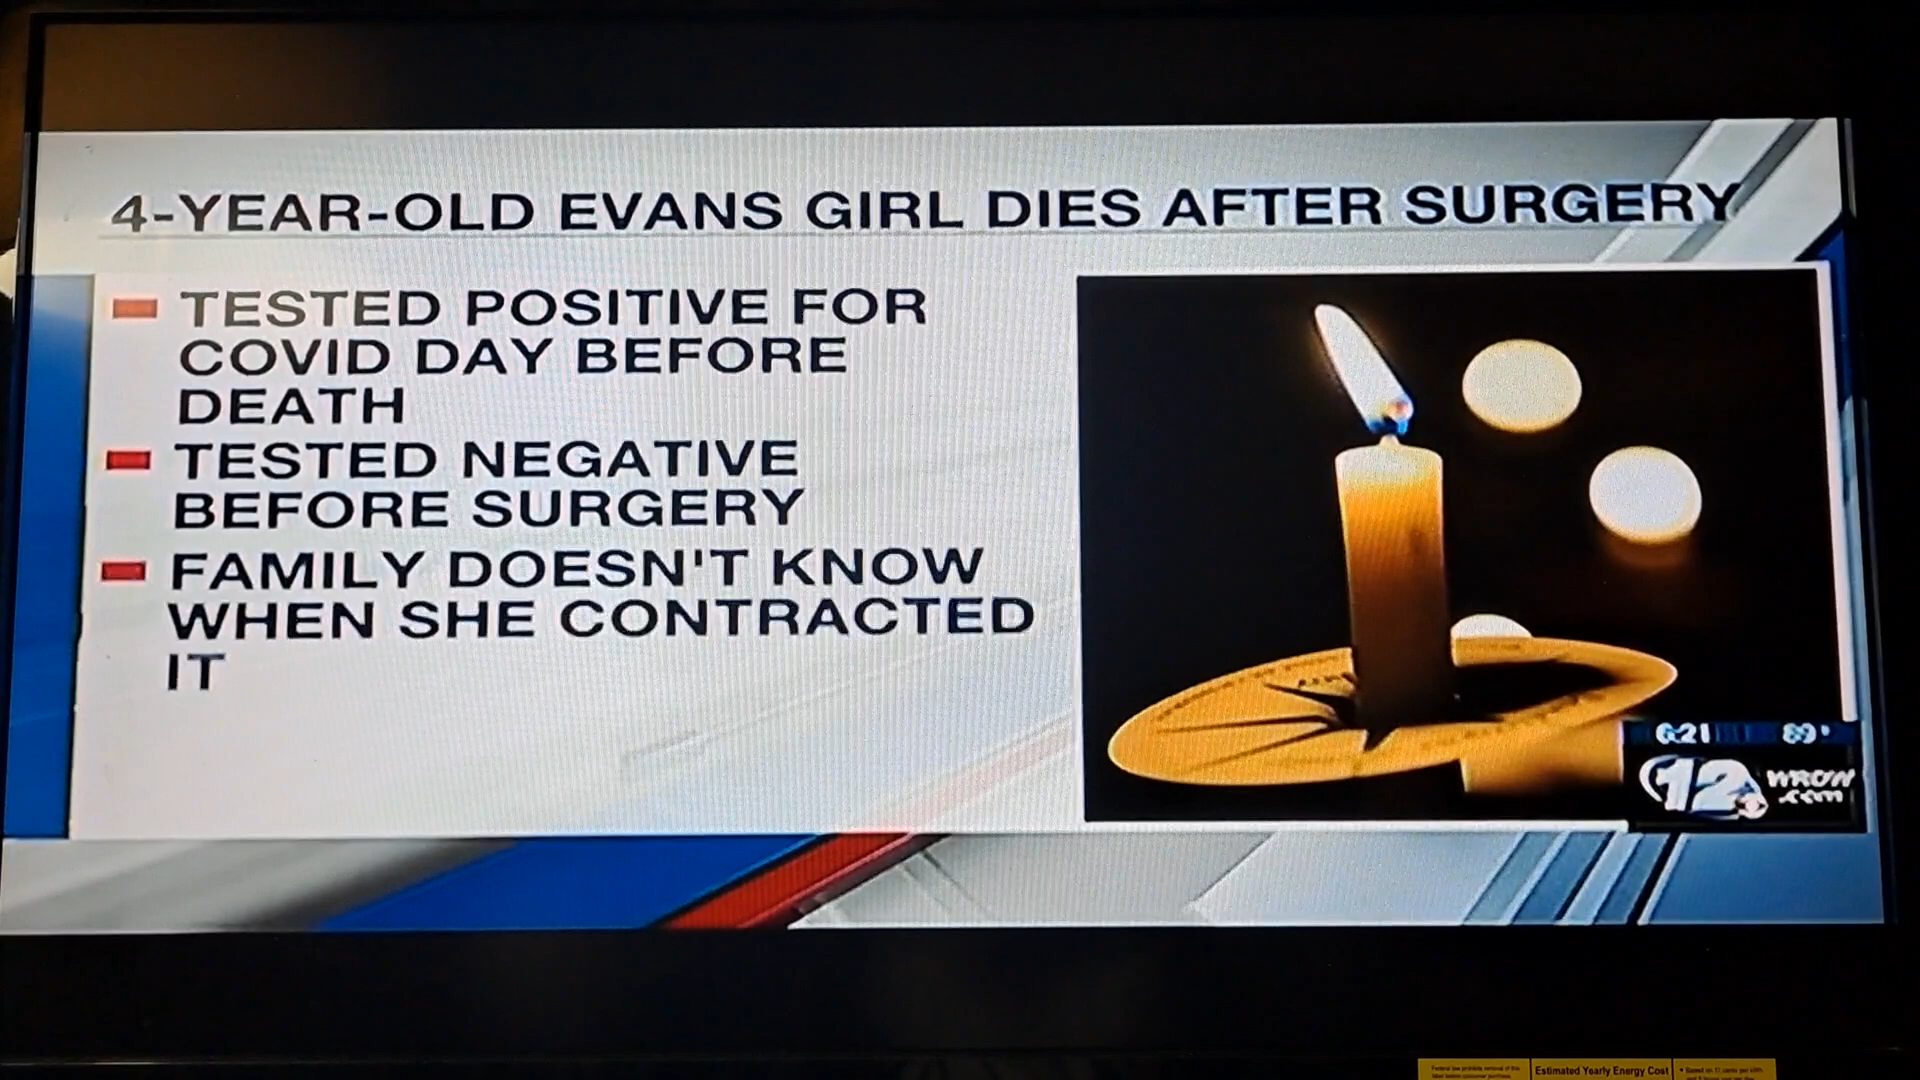 4-YEAR-OLD EVANS GIRL DIES AFTER SURGERY
TESTED POSITIVE FOR
COVID DAY BEFORE
DEATH
TESTED NEGATIVE
BEFORE SURGERY
FAMILY DOESN'T KNOW
WHEN SHE CONTRACTED
IT
6:21 89°
12 WRDW
.com
Estimated Yearly Energy Cost